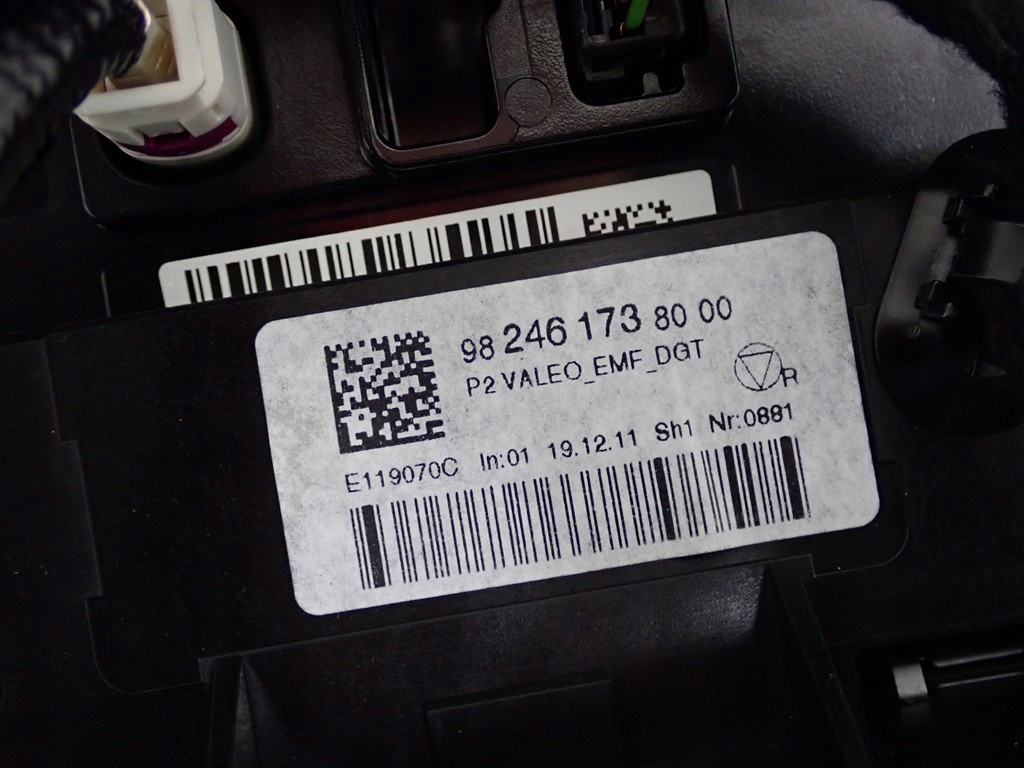 98 246 173 80 00
P2 VALEO_EMF_DGT
R
E119070C In:01 19.12.11 Sh1 Nr:0881